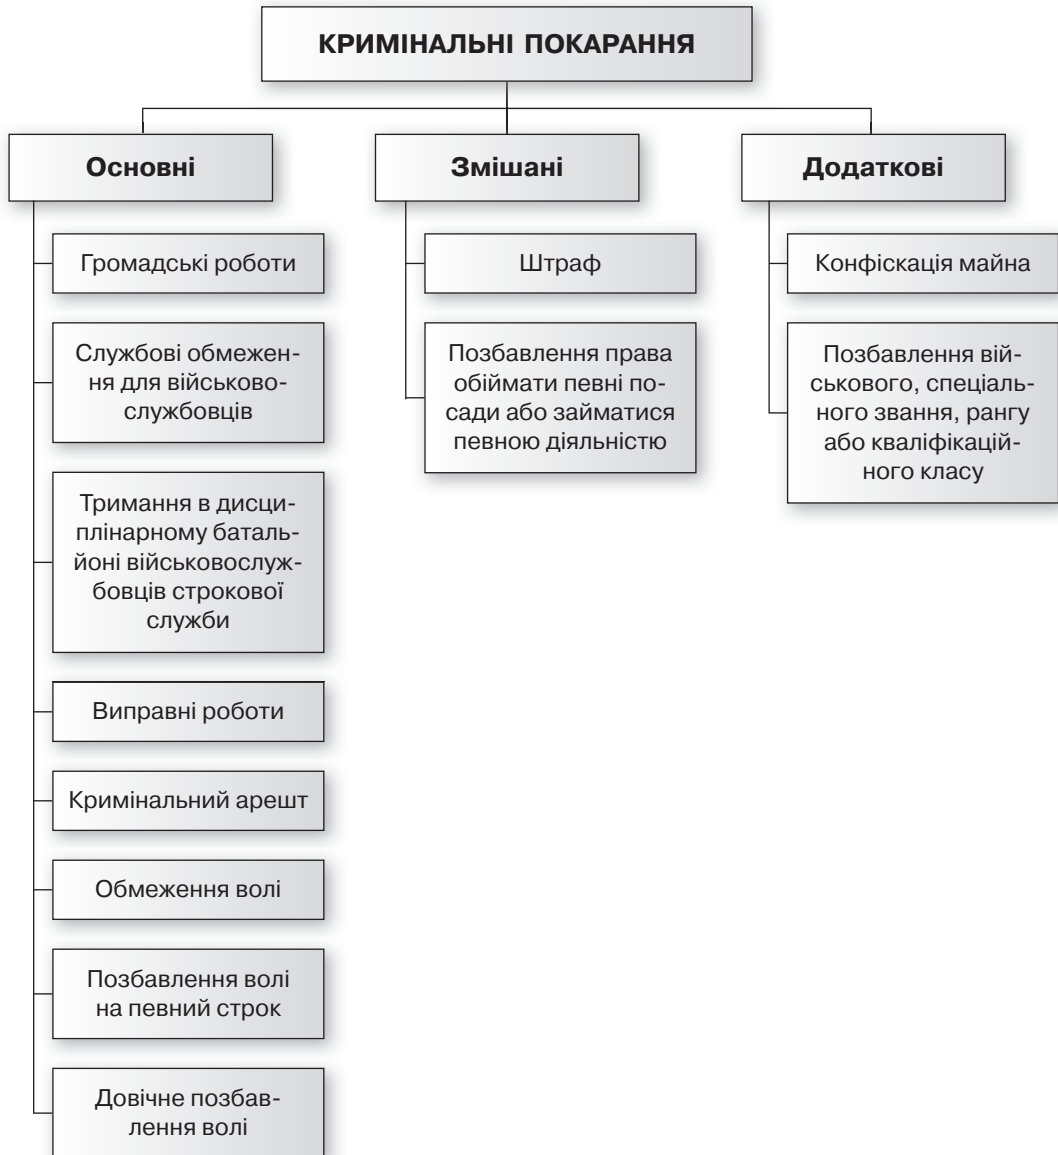 КРИМІНАЛЬНІ ПОКАРАННЯ
Основні
Громадські роботи
Службові обмежен-
ня для військово-
службовців
Тримання в дисци-
плінарному баталь-
йоні військовослуж-
бовців строкової
служби
Виправні роботи
Кримінальний арешт
Обмеження волі
Позбавлення волі
на певний строк
Довічне позбав-
лення волі
Змішані
Штраф
Позбавлення права
обіймати певні по-
сади або займатися
певною діяльністю
Додаткові
Конфіскація майна
Позбавлення вій-
ськового, спеціаль-
ного звання, рангу
або кваліфікацій-
ного класу